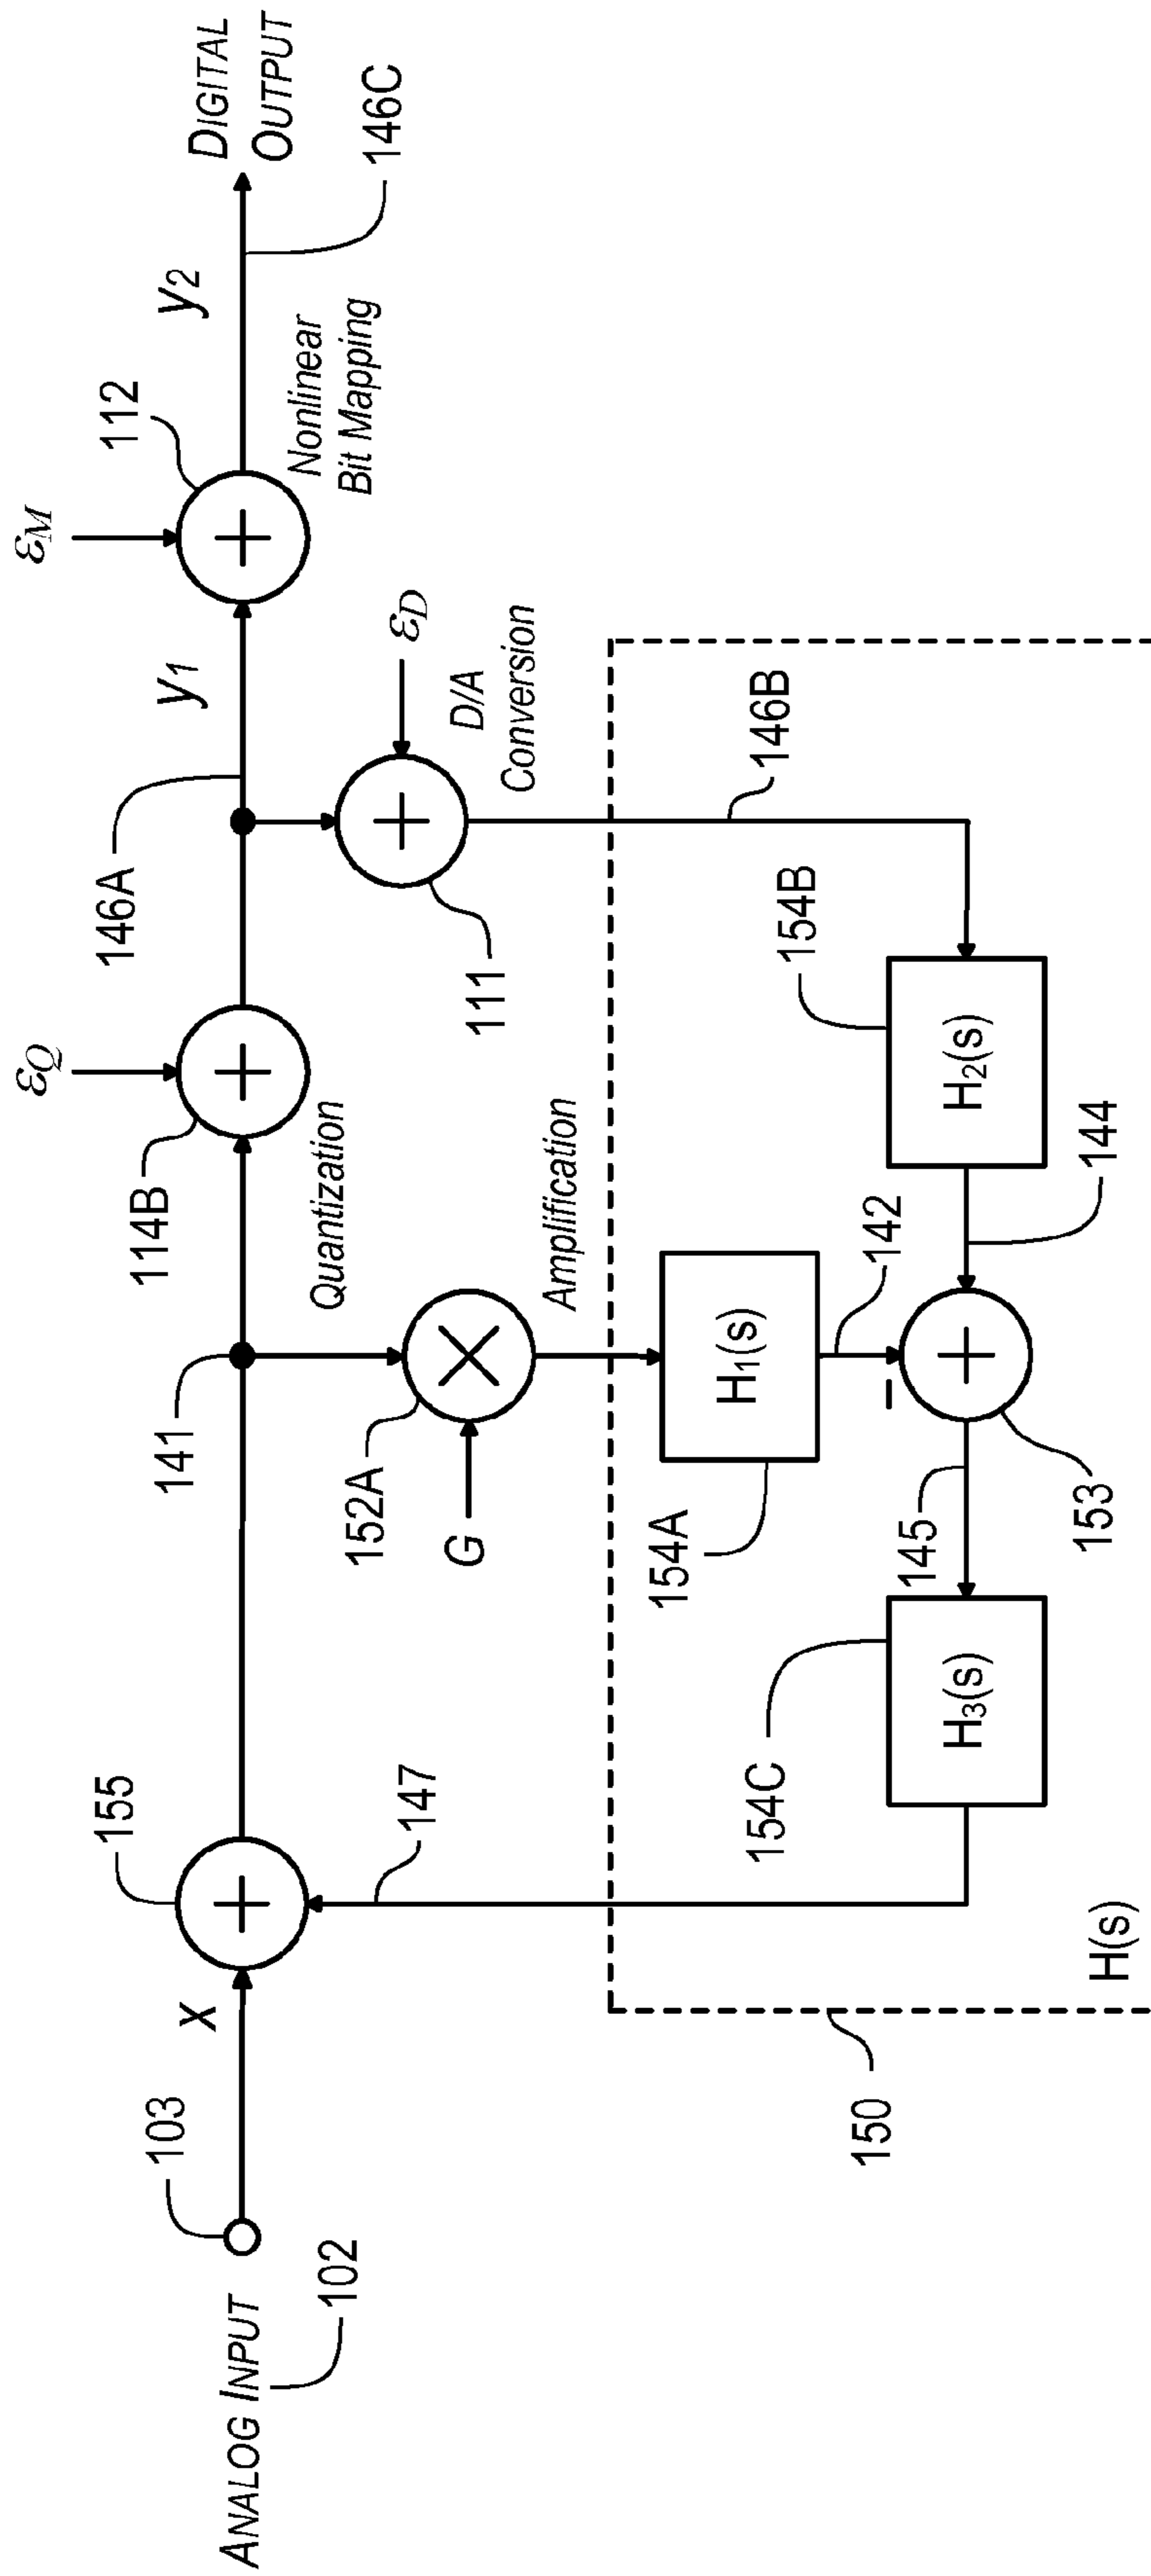 ANALOG INPUT
102
103
X
155
147
141
152A
G
Amplification
εQ
114B
Quantization
146A
y1
εD
D/A
Conversion
111
εM
112
Nonlinear
Bit Mapping
y2
146C
DIGITAL
OUTPUT
150
H(s)
154C
H3(s)
145
153
154A
H1(s)
142
144
154B
H2(s)
146B
–